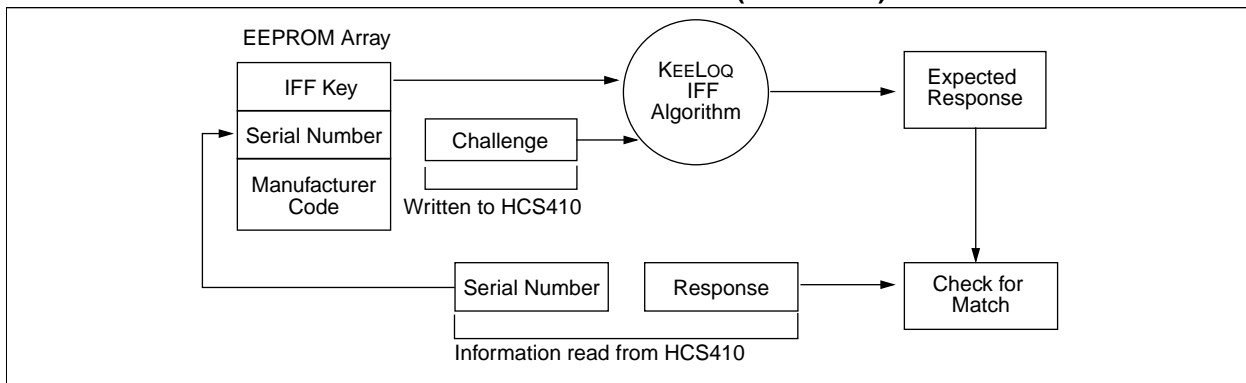 EEPROM Array
IFF Key
Serial Number
Manufacturer
Code
Challenge
Written to HCS410
KEELOQ
IFF
Algorithm
Expected
Response
Serial Number
Response
Check for
Match
Information read from HCS410